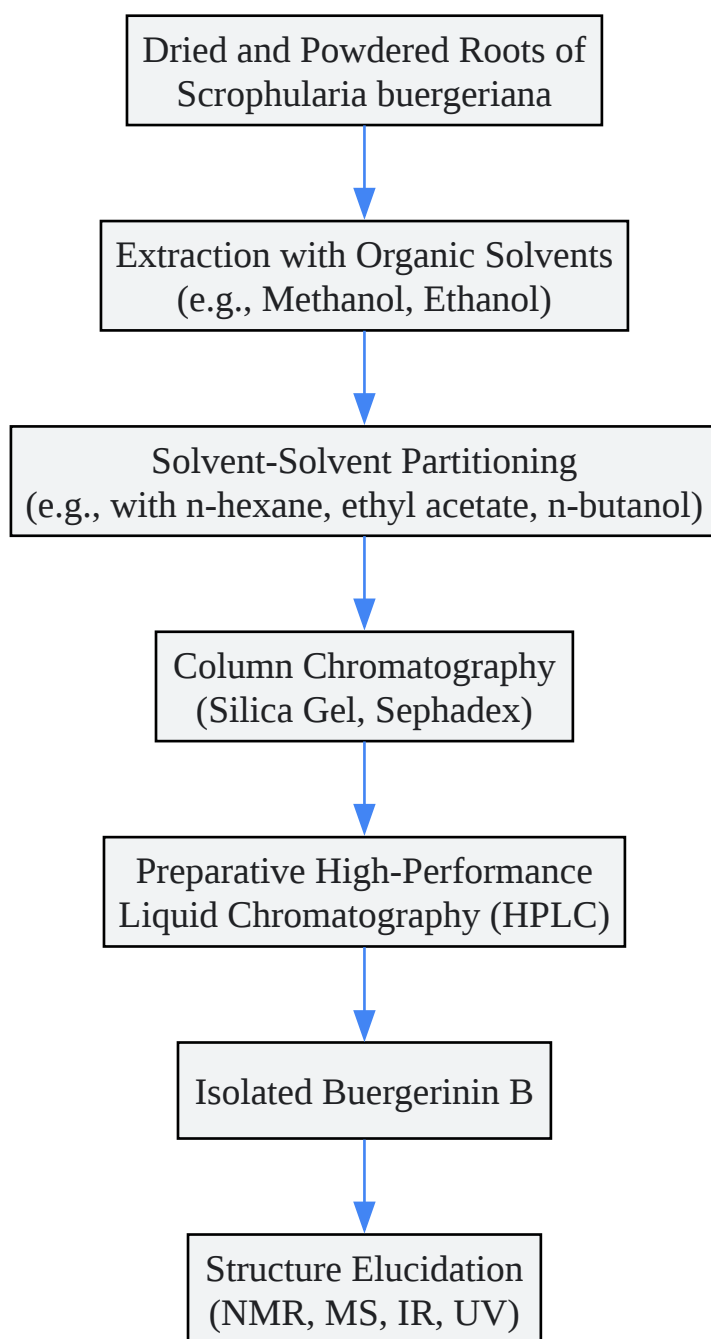 Dried and Powdered Roots of
Scrophularia buergeriana
Extraction with Organic Solvents
(e.g., Methanol, Ethanol)
Solvent-Solvent Partitioning
(e.g., with n-hexane, ethyl acetate, n-butanol)
Column Chromatography
(Silica Gel, Sephadex)
Preparative High-Performance
Liquid Chromatography (HPLC)
Isolated Buergerinin B
Structure Elucidation
(NMR, MS, IR, UV)